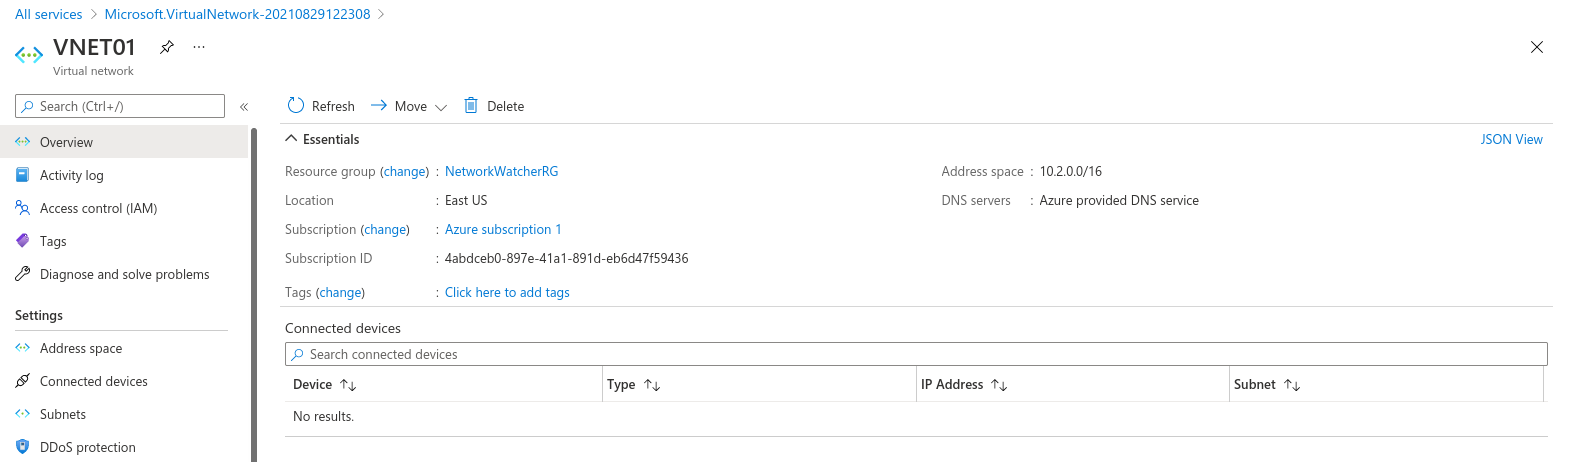 All services > Microsoft.VirtualNetwork-20210829122308 >
VNET01 ...
Virtual network
Search (Ctrl+/) «
Overview
Activity log
Access control (IAM)
Tags
Diagnose and solve problems
Settings
Address space
Connected devices
Subnets
DDoS protection
Refresh Move Delete
Essentials JSON View
Resource group (change) : NetworkWatcherRG
Location : East US
Subscription (change) : Azure subscription 1
Subscription ID : 4abdceb0-897e-41a1-891d-eb6d47f59436
Tags (change) : Click here to add tags
Address space : 10.2.0.0/16
DNS servers : Azure provided DNS service
Connected devices
Search connected devices
Device ↑↓ Type ↑↓ IP Address ↑↓ Subnet ↑↓
No results.